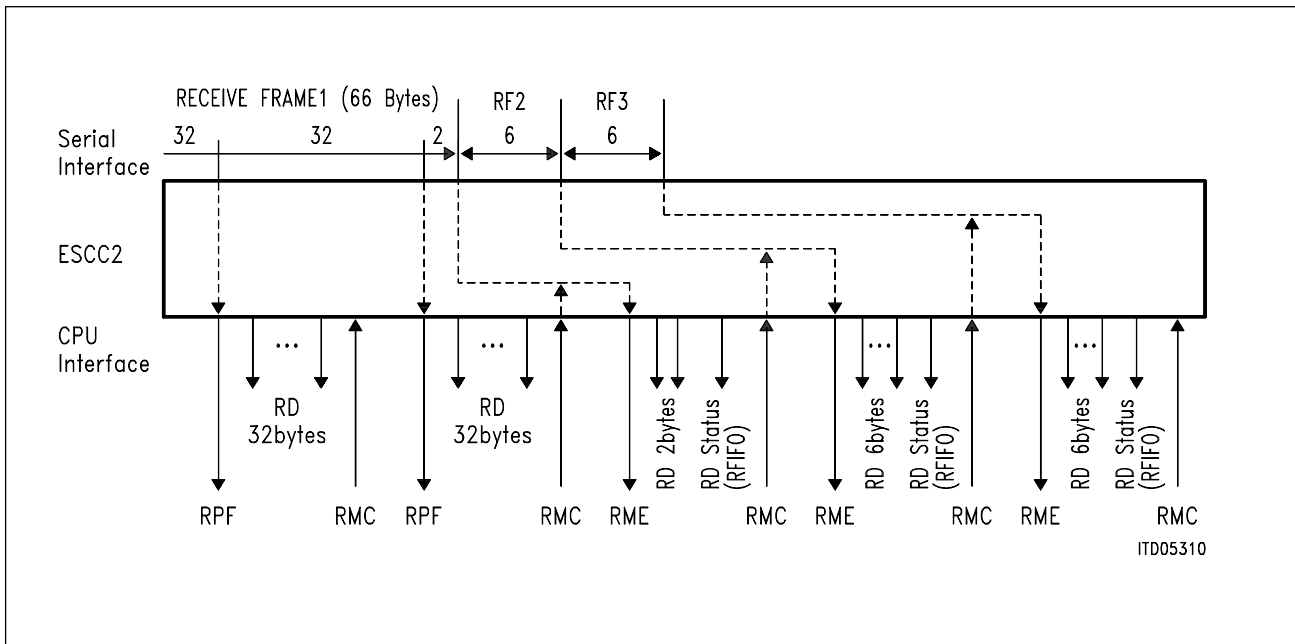 RECEIVE FRAME1 (66 Bytes) RF2 RF3
Serial Interface
32 32 2 6 6
ESCC2
CPU Interface
... ... ... ...
RD 32bytes
RD 32bytes
RD 2bytes
RD Status (RFIFO)
RD 6bytes
RD Status (RFIFO)
RD 6bytes
RD Status (RFIFO)
RPF RMC RPF RMC RME RMC RME RMC RME RMC
ITD05310